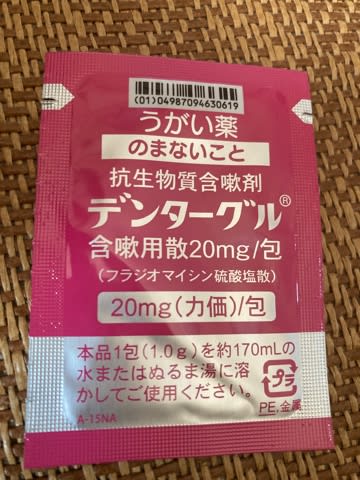 (01)04987094630619
うがい薬
のまないこと
抗生物質含嗽剤
デンターグル®
含嗽用散20mg/包
(フラジオマイシン硫酸塩散)
20mg(力価)/包
本品1包(1.0g)を約170mLの
水またはぬるま湯に溶
かしてご使用ください。
プラ
PE,金属
A-15NA